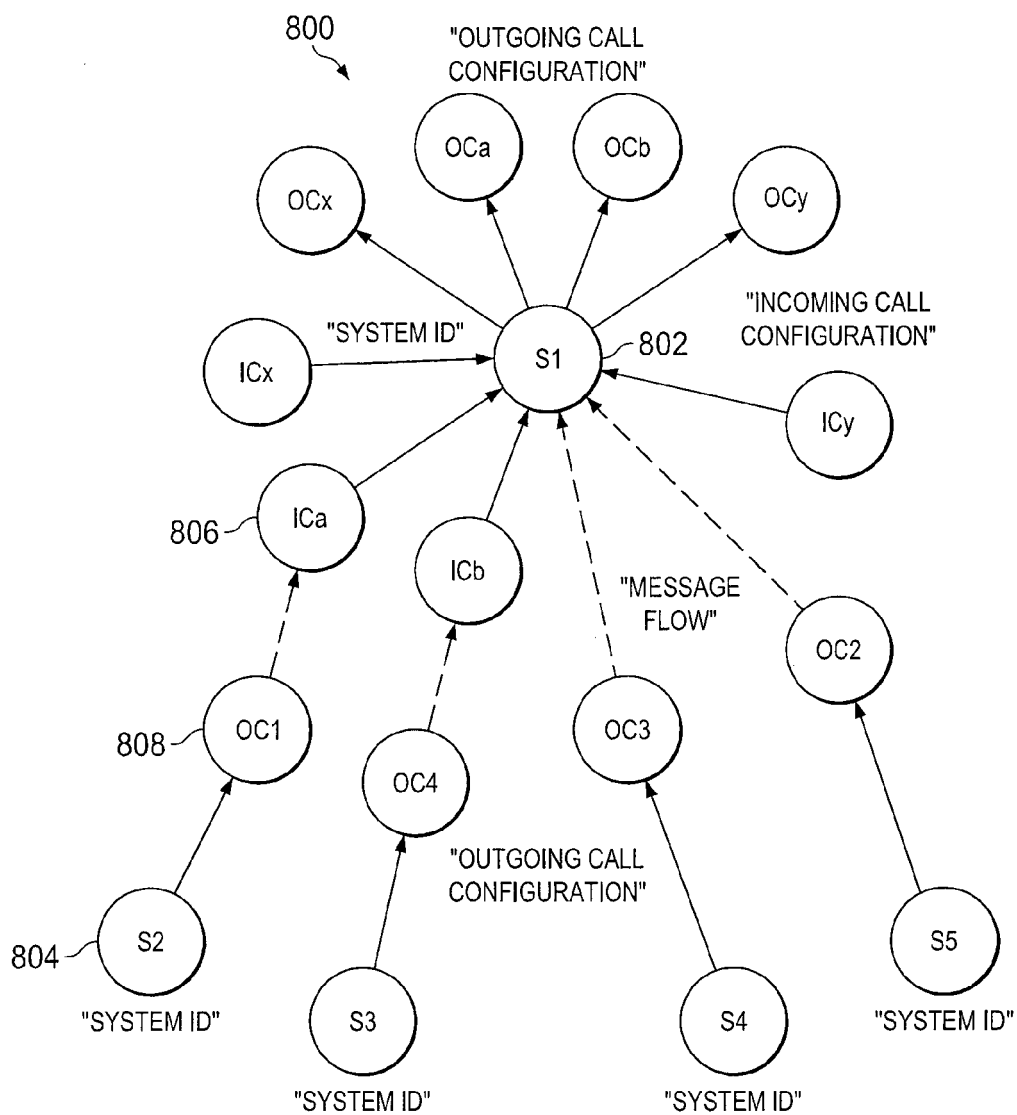 800
"OUTGOING CALL
CONFIGURATION"
OCa
OCb
OCx
OCy
"SYSTEM ID"
"INCOMING CALL
CONFIGURATION"
ICx
S1
802
ICy
806
ICa
ICb
"MESSAGE
FLOW"
OC2
808
OC1
OC3
OC4
"OUTGOING CALL
CONFIGURATION"
804
S2
S5
"SYSTEM ID"
S3
S4
"SYSTEM ID"
"SYSTEM ID"
"SYSTEM ID"